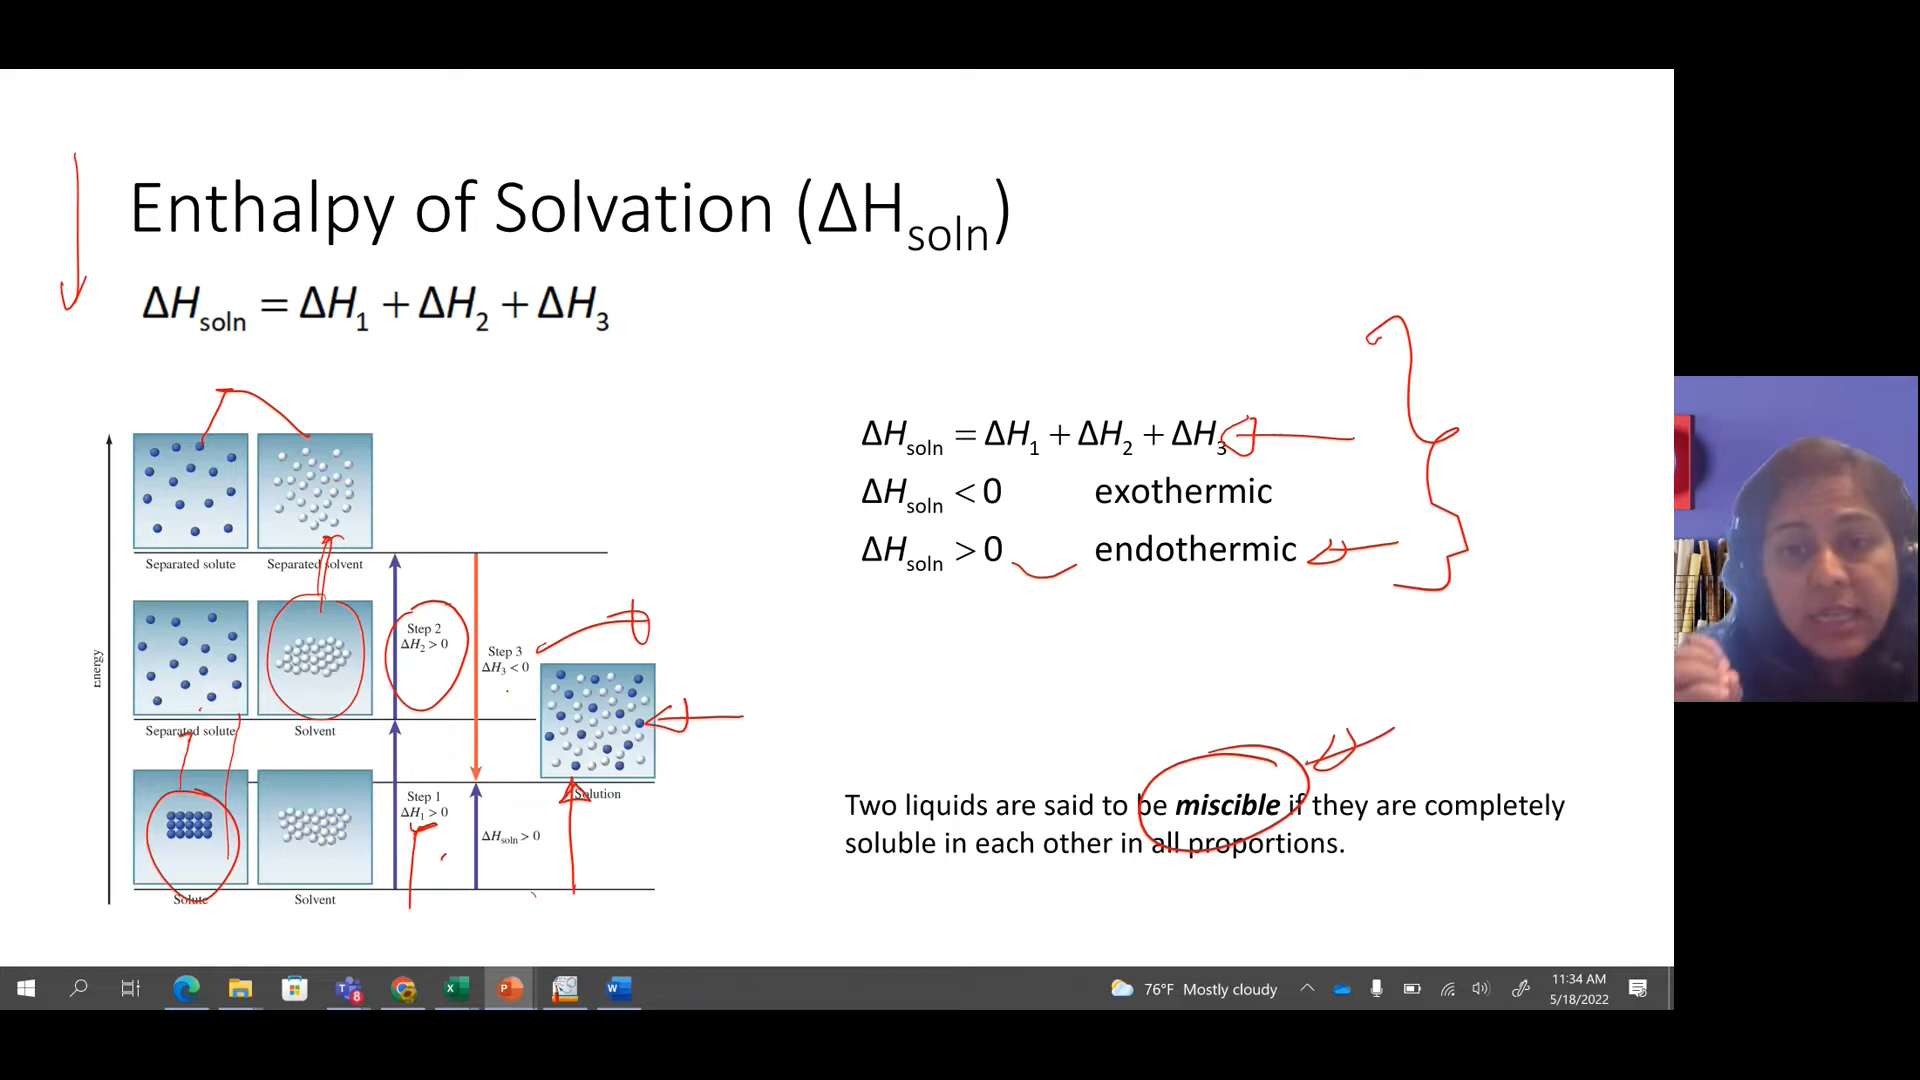 Enthalpy of Solvation (ΔHsoln)
ΔHsoln = ΔH1 + ΔH2 + ΔH3
Separated solute
Separated solvent
Energy
Step 2
ΔH2 > 0
Step 3
ΔH3 < 0
Separated solute
Solvent
Step 1
ΔH1 > 0
Solution
ΔHsoln > 0
Solute
Solvent
ΔHsoln = ΔH1 + ΔH2 + ΔH3
ΔHsoln < 0 exothermic
ΔHsoln > 0 endothermic
Two liquids are said to be miscible if they are completely
soluble in each other in all proportions.
8
76°F Mostly cloudy
11:34 AM
5/18/2022